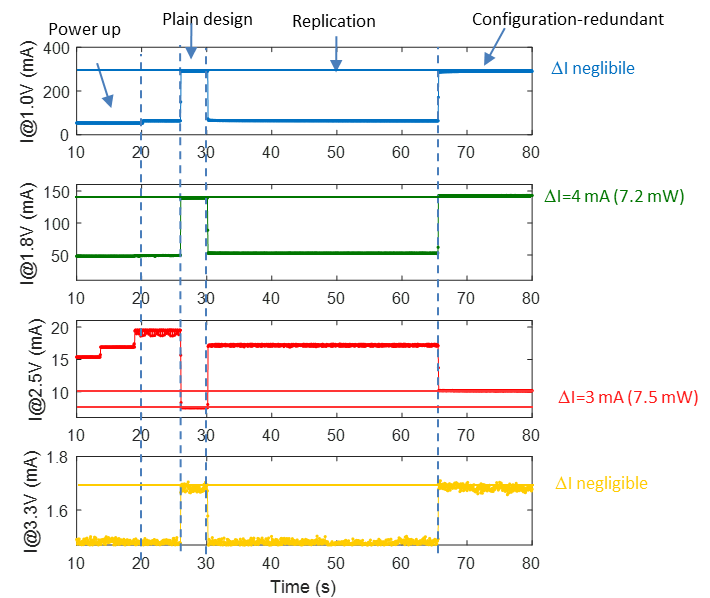 Power up
Plain design
Replication
Configuration-redundant
I@1.0V (mA)
400
200
0
10 20 30 40 50 60 70 80
ΔI neglibile
I@1.8V (mA)
150
100
50
10 20 30 40 50 60 70 80
ΔI=4 mA (7.2 mW)
I@2.5V (mA)
20
15
10
10 20 30 40 50 60 70 80
ΔI=3 mA (7.5 mW)
I@3.3V (mA)
1.8
1.6
10 20 30 40 50 60 70 80
ΔI negligible
Time (s)